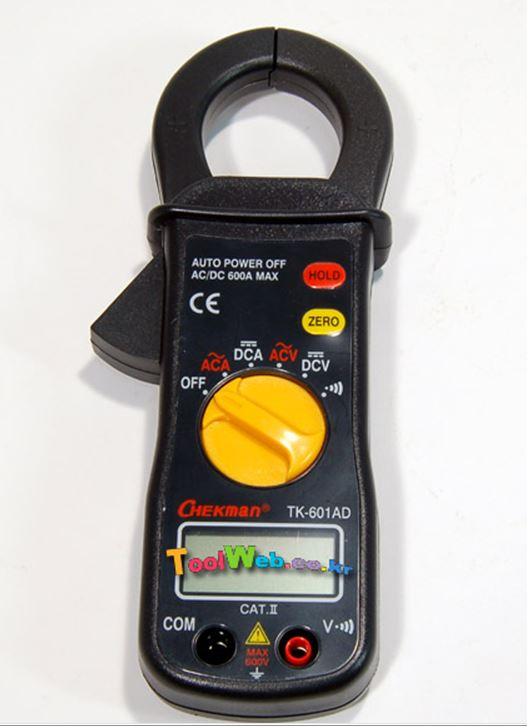 AUTO POWER OFF
AC/DC 600A MAX
HOLD
CE
ZERO
OFF
ACA
DCA
ACV
DCV
CHEKMAN® TK-601AD
ToolWeb.co.kr
CAT.II
COM
V
MAX
600V